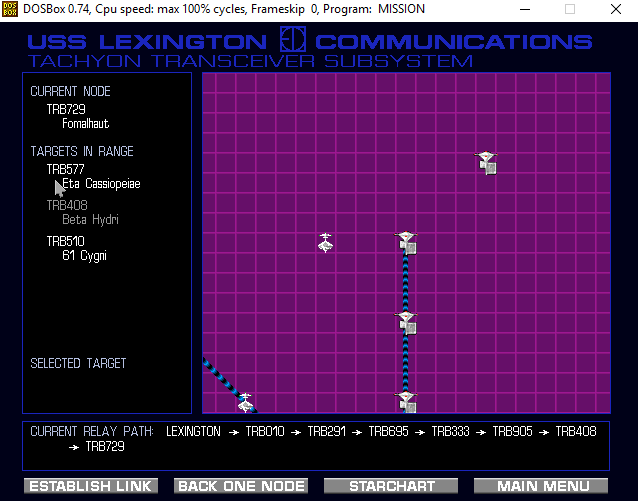 DOS BOX DOSBox 0.74, Cpu speed: max 100% cycles, Frameskip 0, Program: MISSION
USS LEXINGTON COMMUNICATIONS
TACHYON TRANSCEIVER SUBSYSTEM
CURRENT NODE
TRB729
Fomalhaut
TARGETS IN RANGE
TRB577
Eta Cassiopeiae
TRB408
Beta Hydri
TRB510
61 Cygni
SELECTED TARGET
CURRENT RELAY PATH: LEXINGTON → TRB010 → TRB291 → TRB695 → TRB333 → TRB905 → TRB408
→ TRB729
ESTABLISH LINK BACK ONE NODE STARCHART MAIN MENU